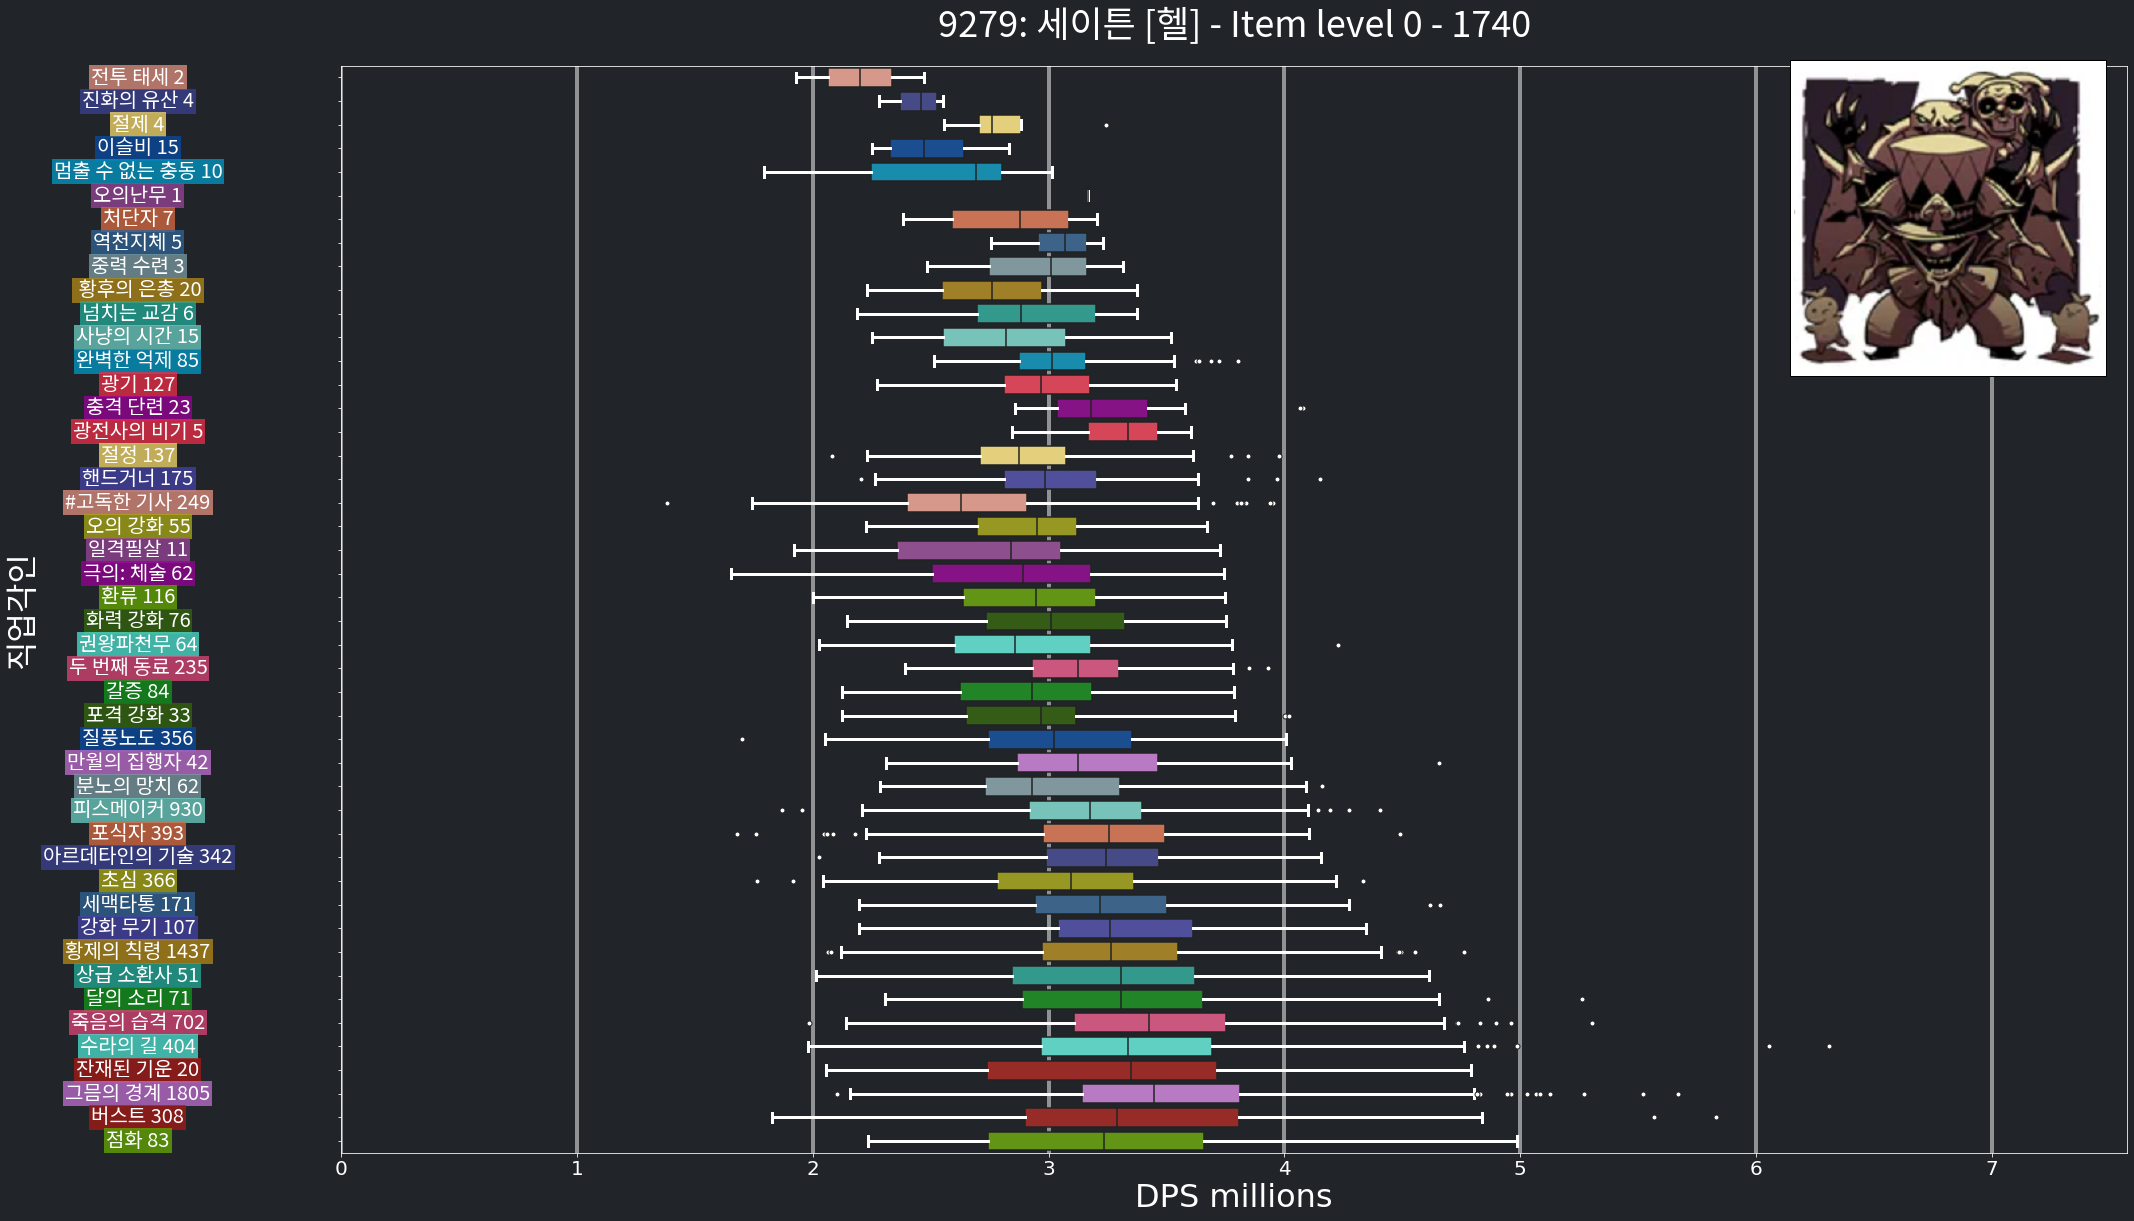 9279: 세이튼 [헬] - Item level 0 - 1740
전투 태세 2
진화의 유산 4
절제 4
이슬비 15
멈출 수 없는 충동 10
오의난무 1
처단자 7
역천지체 5
중력 수련 3
황후의 은총 20
넘치는 교감 6
사냥의 시간 15
완벽한 억제 85
광기 127
충격 단련 23
광전사의 비기 5
절정 137
핸드거너 175
#고독한 기사 249
오의 강화 55
일격필살 11
극의: 체술 62
환류 116
화력 강화 76
권왕파천무 64
두 번째 동료 235
갈증 84
포격 강화 33
질풍노도 356
만월의 집행자 42
분노의 망치 62
피스메이커 930
포식자 393
아르데타인의 기술 342
초심 366
세맥타통 171
강화 무기 107
황제의 칙령 1437
상급 소환사 51
달의 소리 71
죽음의 습격 702
수라의 길 404
잔재된 기운 20
그믐의 경계 1805
버스트 308
점화 83
직업각인
0 1 2 3 4 5 6 7
DPS millions